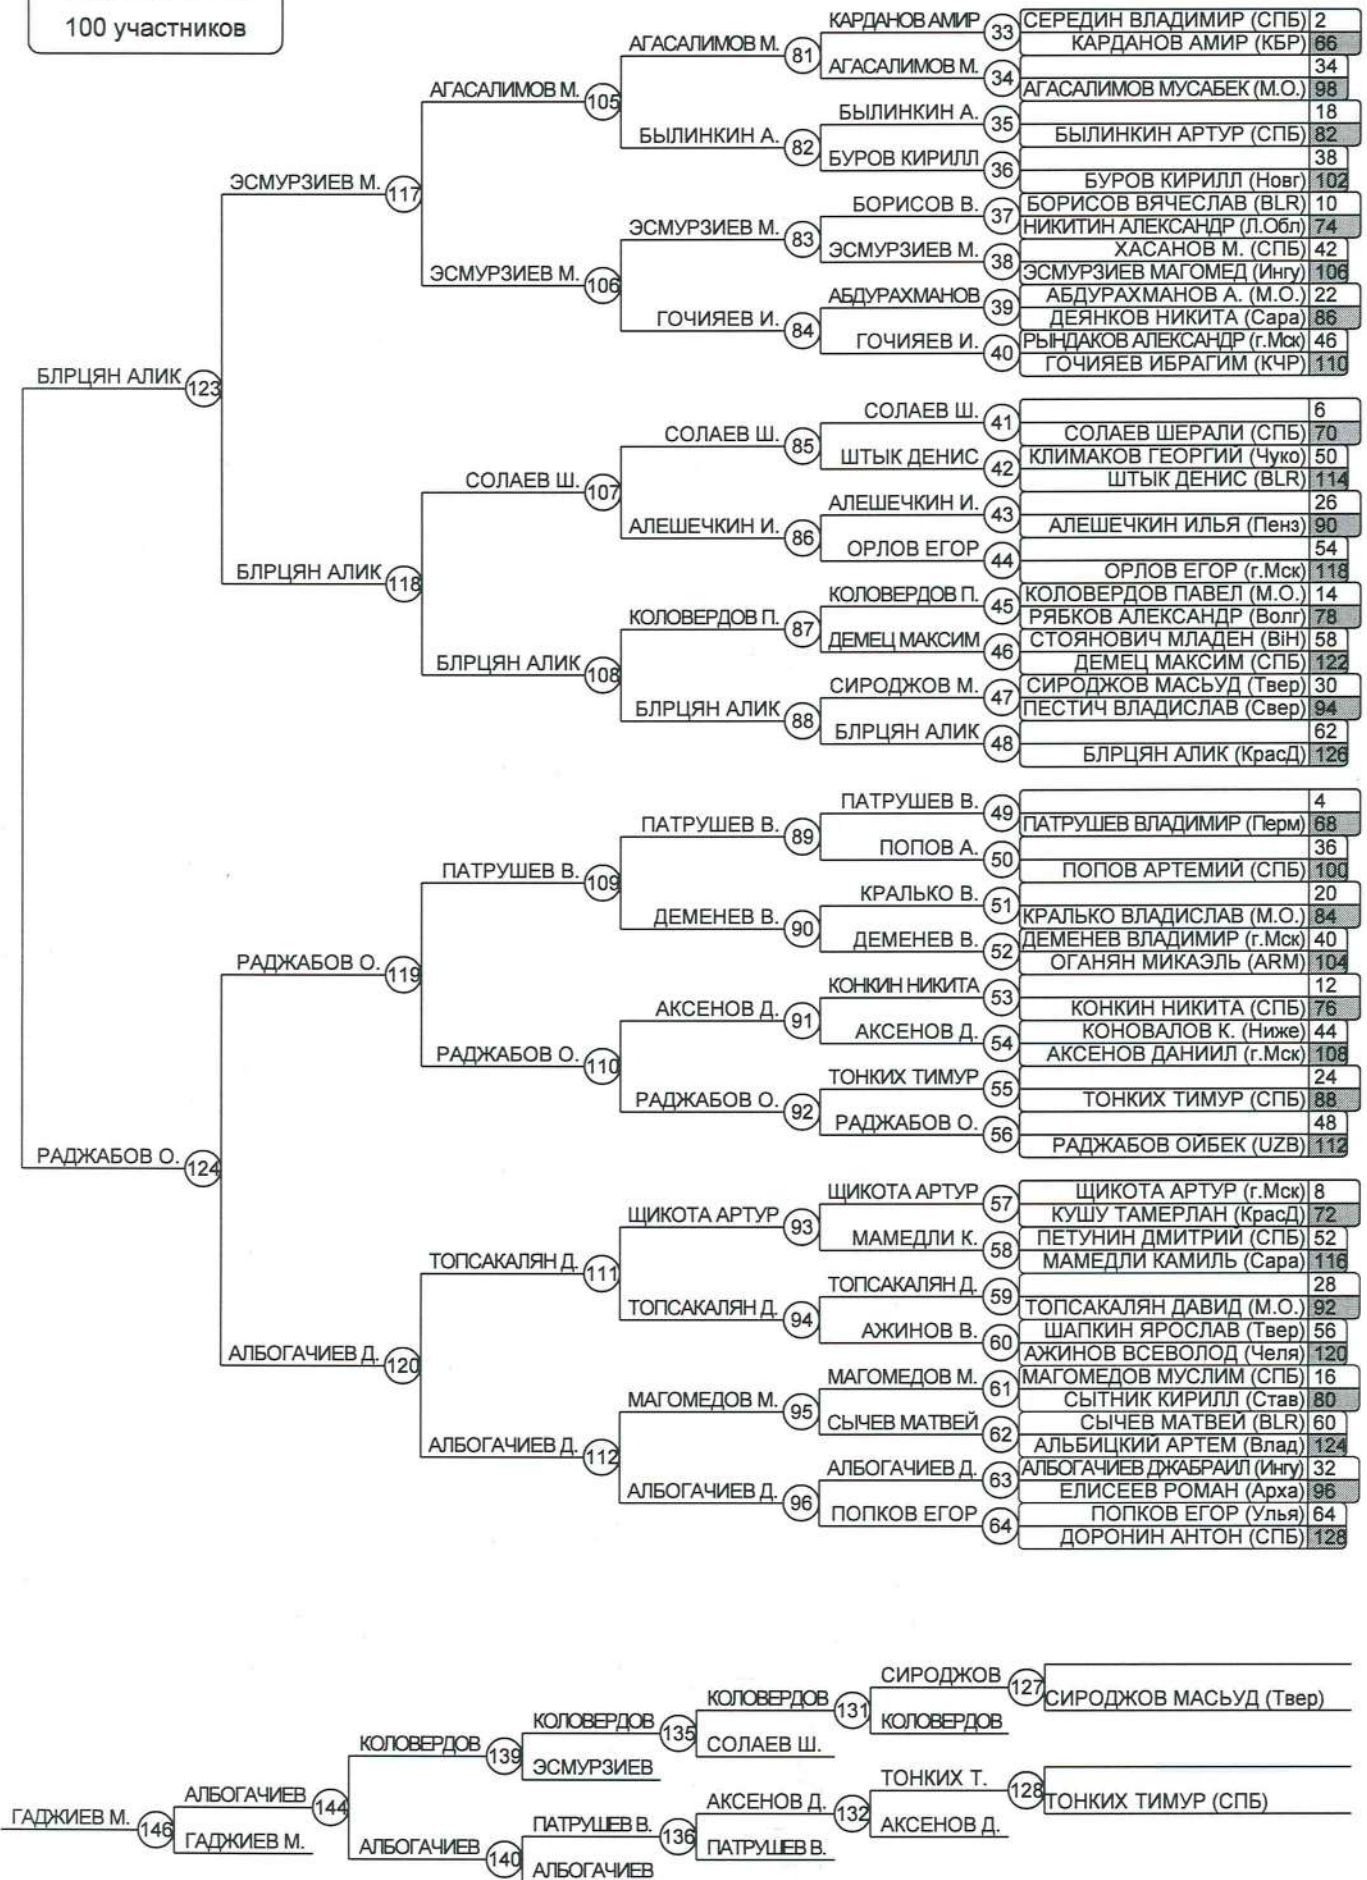 100 участников
КАРДАНОВ АМИР 33 СЕРЕДИН ВЛАДИМИР (СПБ) 2
АГАСАЛИМОВ М. 81 КАРДАНОВ АМИР (КБР) 66
АГАСАЛИМОВ М. 34 34
АГАСАЛИМОВ М. 105 АГАСАЛИМОВ МУСАБЕК (М.О.) 98
БЫЛИНКИН А. 35 18
БЫЛИНКИН А. 82 БЫЛИНКИН АРТУР (СПБ) 82
БУРОВ КИРИЛЛ 36 38
ЭСМУРЗИЕВ М. 117 БУРОВ КИРИЛЛ (Новг) 102
БОРИСОВ В. 37 БОРИСОВ ВЯЧЕСЛАВ (BLR) 10
ЭСМУРЗИЕВ М. 83 НИКИТИН АЛЕКСАНДР (Л.Обл) 74
ЭСМУРЗИЕВ М. 38 ХАСАНОВ М. (СПБ) 42
ЭСМУРЗИЕВ М. 106 ЭСМУРЗИЕВ МАГОМЕД (Ингу) 106
АБДУРАХМАНОВ 39 АБДУРАХМАНОВ А. (М.О.) 22
ГОЧИЯЕВ И. 84 ДЕЯНКОВ НИКИТА (Сара) 86
ГОЧИЯЕВ И. 40 РЫНДАКОВ АЛЕКСАНДР (г.Мск) 46
ГОЧИЯЕВ ИБРАГИМ (КЧР) 110
БЛРЦЯН АЛИК 123
СОЛАЕВ Ш. 41 6
СОЛАЕВ Ш. 85 СОЛАЕВ ШЕРАЛИ (СПБ) 70
ШТЫК ДЕНИС 42 КЛИМАКОВ ГЕОРГИЙ (Чуко) 50
СОЛАЕВ Ш. 107 ШТЫК ДЕНИС (BLR) 114
АЛЕШЕЧКИН И. 43 26
АЛЕШЕЧКИН И. 86 АЛЕШЕЧКИН ИЛЬЯ (Пенз) 90
ОРЛОВ ЕГОР 44 54
БЛРЦЯН АЛИК 118 ОРЛОВ ЕГОР (г.Мск) 118
КОЛОВЕРДОВ П. 45 КОЛОВЕРДОВ ПАВЕЛ (М.О.) 14
КОЛОВЕРДОВ П. 87 РЯБКОВ АЛЕКСАНДР (Волг) 78
ДЕМЕЦ МАКСИМ 46 СТОЯНОВИЧ МЛАДЕН (BiH) 58
БЛРЦЯН АЛИК 108 ДЕМЕЦ МАКСИМ (СПБ) 122
СИРОДЖОВ М. 47 СИРОДЖОВ МАСЬУД (Твер) 30
БЛРЦЯН АЛИК 88 ПЕСТИЧ ВЛАДИСЛАВ (Свер) 94
БЛРЦЯН АЛИК 48 62
БЛРЦЯН АЛИК (КрасД) 126
ПАТРУШЕВ В. 49 4
ПАТРУШЕВ В. 89 ПАТРУШЕВ ВЛАДИМИР (Перм) 68
ПОПОВ А. 50 36
ПАТРУШЕВ В. 109 ПОПОВ АРТЕМИЙ (СПБ) 100
КРАЛЬКО В. 51 20
ДЕМЕНЕВ В. 90 КРАЛЬКО ВЛАДИСЛАВ (М.О.) 84
ДЕМЕНЕВ В. 52 ДЕМЕНЕВ ВЛАДИМИР (г.Мск) 40
РАДЖАБОВ О. 119 ОГАНЯН МИКАЭЛЬ (ARM) 104
КОНКИН НИКИТА 53 12
АКСЕНОВ Д. 91 КОНКИН НИКИТА (СПБ) 76
АКСЕНОВ Д. 54 КОНОВАЛОВ К. (Ниже) 44
РАДЖАБОВ О. 110 АКСЕНОВ ДАНИИЛ (г.Мск) 108
ТОНКИХ ТИМУР 55 24
РАДЖАБОВ О. 92 ТОНКИХ ТИМУР (СПБ) 88
РАДЖАБОВ О. 56 48
РАДЖАБОВ ОЙБЕК (UZB) 112
РАДЖАБОВ О. 124
ЩИКОТА АРТУР 57 ЩИКОТА АРТУР (г.Мск) 8
ЩИКОТА АРТУР 93 КУШУ ТАМЕРЛАН (КрасД) 72
МАМЕДЛИ К. 58 ПЕТУНИН ДМИТРИЙ (СПБ) 52
ТОПСАКАЛЯН Д. 111 МАМЕДЛИ КАМИЛЬ (Сара) 116
ТОПСАКАЛЯН Д. 59 28
ТОПСАКАЛЯН Д. 94 ТОПСАКАЛЯН ДАВИД (М.О.) 92
АЖИНОВ В. 60 ШАПКИН ЯРОСЛАВ (Твер) 56
АЛБОГАЧИЕВ Д. 120 АЖИНОВ ВСЕВОЛОД (Челя) 120
МАГОМЕДОВ М. 61 МАГОМЕДОВ МУСЛИМ (СПБ) 16
МАГОМЕДОВ М. 95 СЫТНИК КИРИЛЛ (Став) 80
СЫЧЕВ МАТВЕЙ 62 СЫЧЕВ МАТВЕЙ (BLR) 60
АЛБОГАЧИЕВ Д. 112 АЛЬБИЦКИЙ АРТЕМ (Влад) 124
АЛБОГАЧИЕВ Д. 63 АЛБОГАЧИЕВ ДЖАБРАИЛ (Ингу) 32
АЛБОГАЧИЕВ Д. 96 ЕЛИСЕЕВ РОМАН (Арха) 96
ПОПКОВ ЕГОР 64 ПОПКОВ ЕГОР (Улья) 64
ДОРОНИН АНТОН (СПБ) 128
СИРОДЖОВ 127
КОЛОВЕРДОВ 131 СИРОДЖОВ МАСЬУД (Твер)
КОЛОВЕРДОВ 135 КОЛОВЕРДОВ
КОЛОВЕРДОВ 139 СОЛАЕВ Ш.
ЭСМУРЗИЕВ
ТОНКИХ Т. 128
АЛБОГАЧИЕВ 144 АКСЕНОВ Д. 132 ТОНКИХ ТИМУР (СПБ)
ГАДЖИЕВ М. 146 ПАТРУШЕВ В. 136 АКСЕНОВ Д.
ГАДЖИЕВ М. АЛБОГАЧИЕВ 140 ПАТРУШЕВ В.
АЛБОГАЧИЕВ